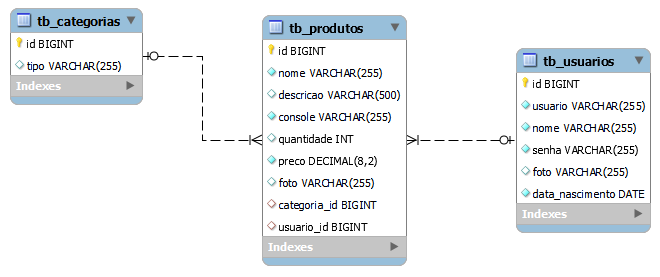 tb_categorias
id BIGINT
tipo VARCHAR(255)
Indexes
tb_produtos
id BIGINT
nome VARCHAR(255)
descricao VARCHAR(500)
console VARCHAR(255)
quantidade INT
preco DECIMAL(8,2)
foto VARCHAR(255)
categoria_id BIGINT
usuario_id BIGINT
Indexes
tb_usuarios
id BIGINT
usuario VARCHAR(255)
nome VARCHAR(255)
senha VARCHAR(255)
foto VARCHAR(255)
data_nascimento DATE
Indexes